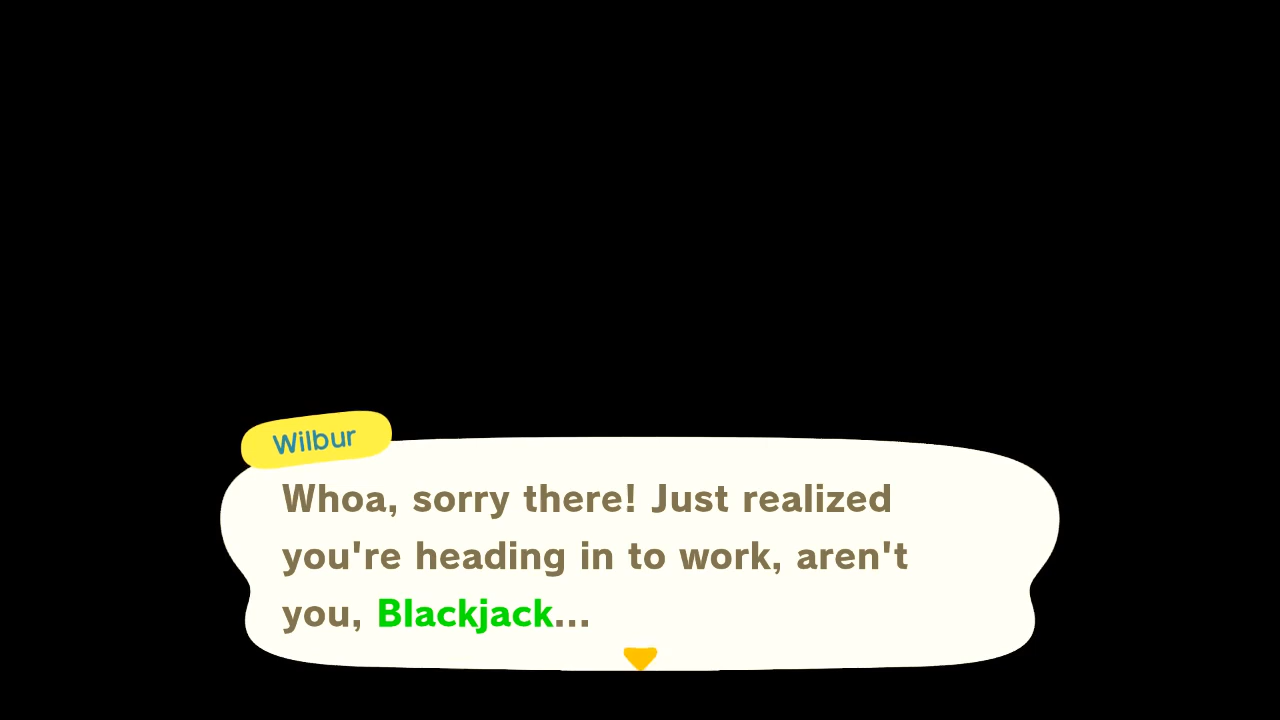 Wilbur
Whoa, sorry there! Just realized
you're heading in to work, aren't
you, Blackjack...